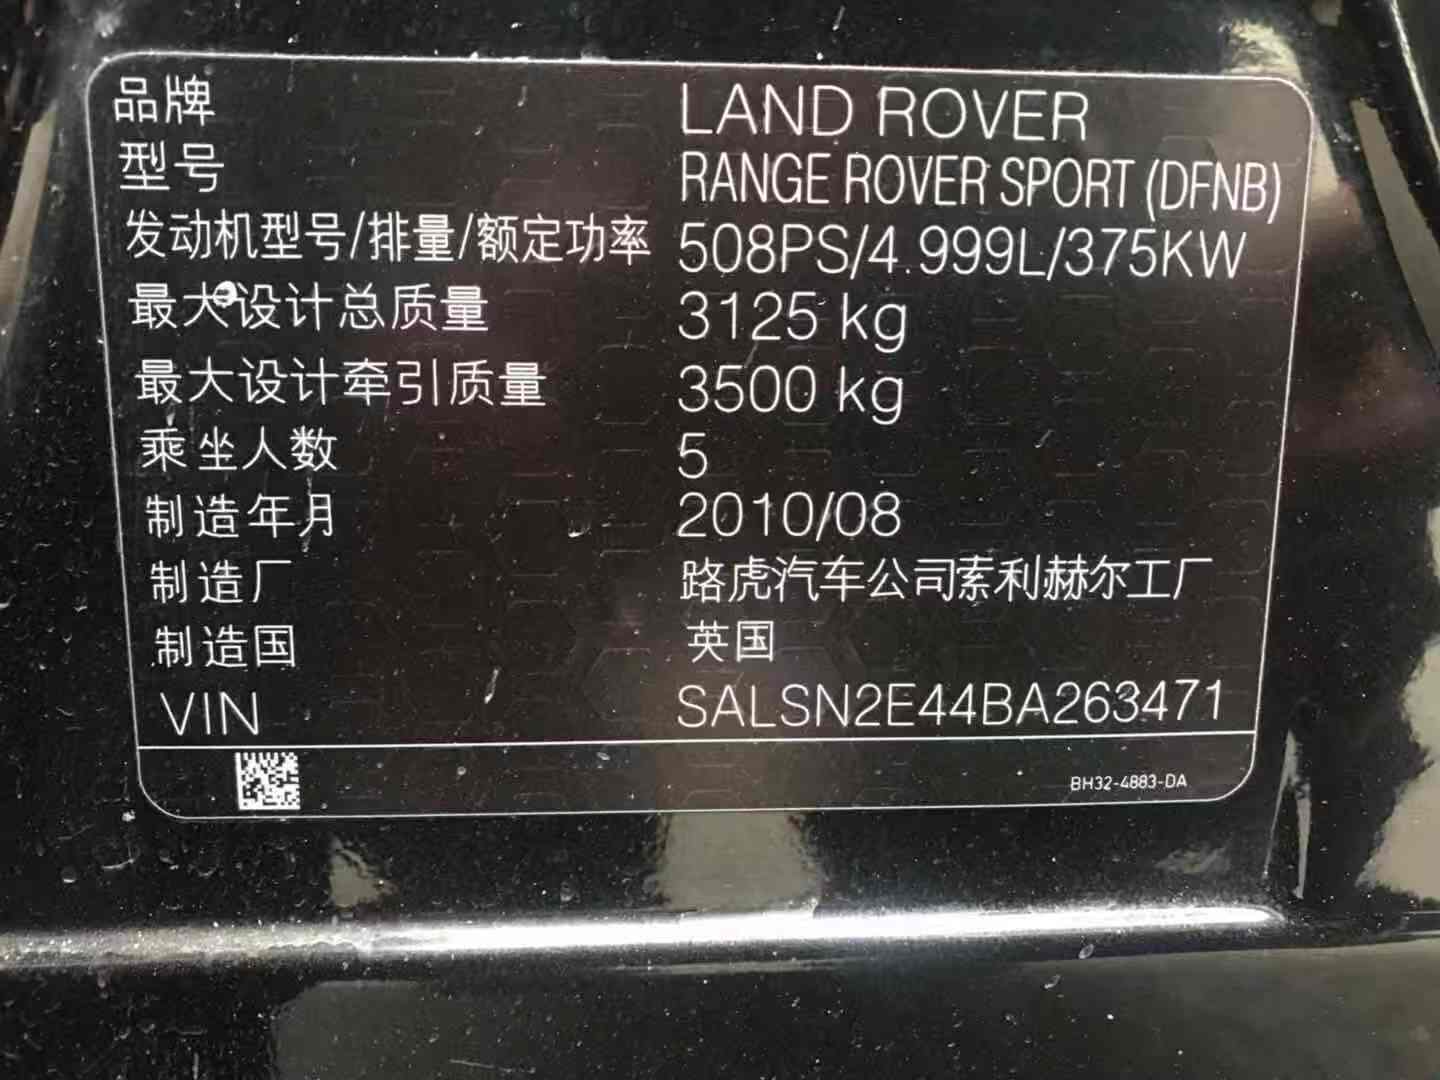 品牌 LAND ROVER
型号 RANGE ROVER SPORT (DFNB)
发动机型号/排量/额定功率 508PS/4.999L/375KW
最大设计总质量 3125 kg
最大设计牵引质量 3500 kg
乘坐人数 5
制造年月 2010/08
制造厂 路虎汽车公司索利赫尔工厂
制造国 英国
VIN SALSN2E44BA263471
BH32-4883-DA